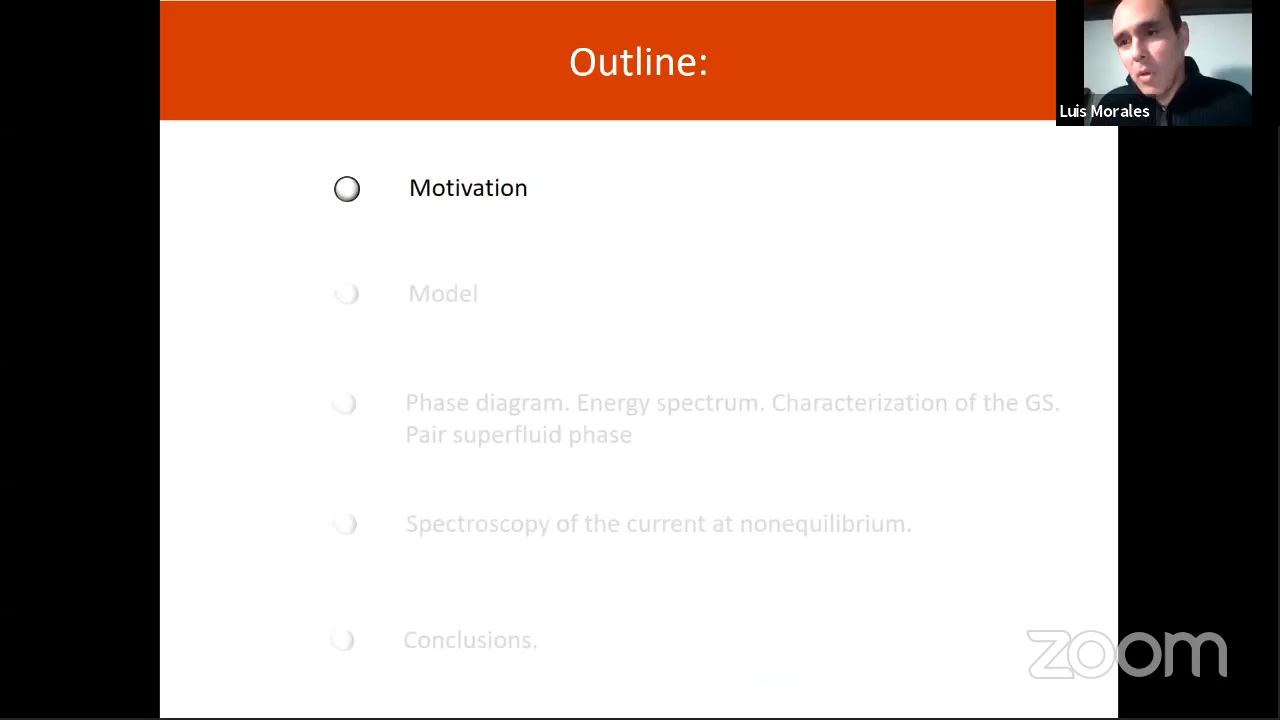 Outline:
Luis Morales
Motivation
Model
Phase diagram. Energy spectrum. Characterization of the GS.
Pair superfluid phase
Spectroscopy of the current at nonequilibrium.
Conclusions.
zoom